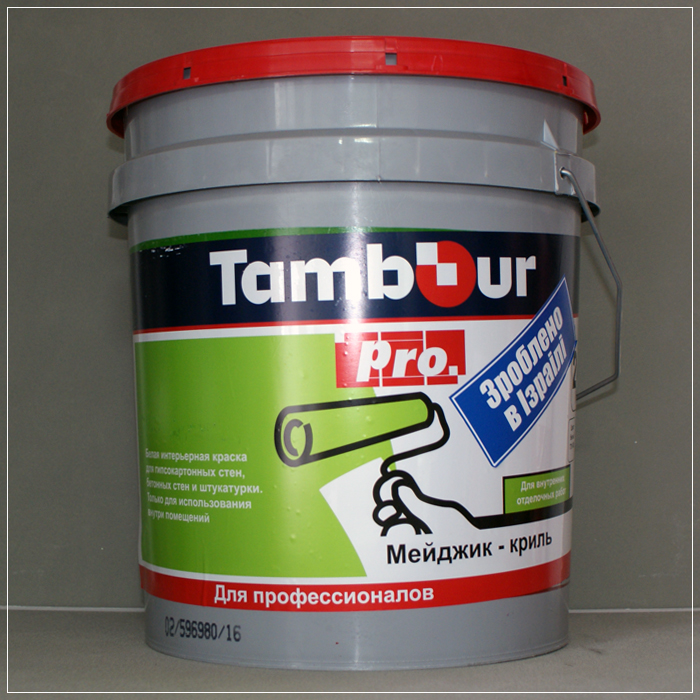 Tambour
Pro.
Зроблено
в Ізраїлі
Белая интерьерная краска
для гипсокартонных стен,
бетонных стен и штукатурки.
Только для использования
внутри помещений
Для внутренних
отделочных работ
Мейджик - криль
Для профессионалов
02/596980/16